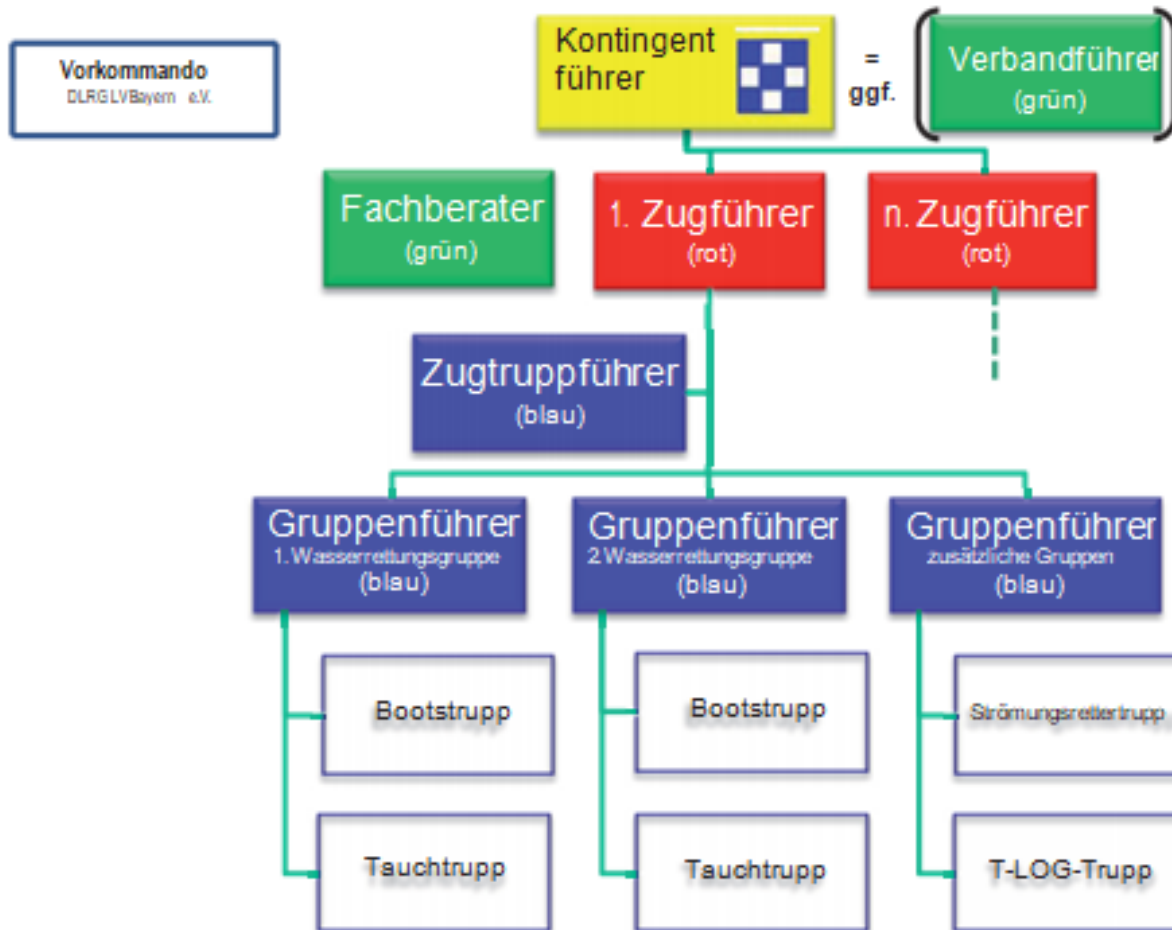 Vorkommando
DLRG LV Bayern e.V.
Kontingent
führer
=
ggf.
Verbandführer
(grün)
Fachberater
(grün)
1. Zugführer
(rot)
n. Zugführer
(rot)
Zugtruppführer
(blau)
Gruppenführer
1. Wasserrettungsgruppe
(blau)
Gruppenführer
2. Wasserrettungsgruppe
(blau)
Gruppenführer
zusätzliche Gruppen
(blau)
Bootstrupp
Bootstrupp
Strömungsrettertrupp
Tauchtrupp
Tauchtrupp
T-LOG-Trupp